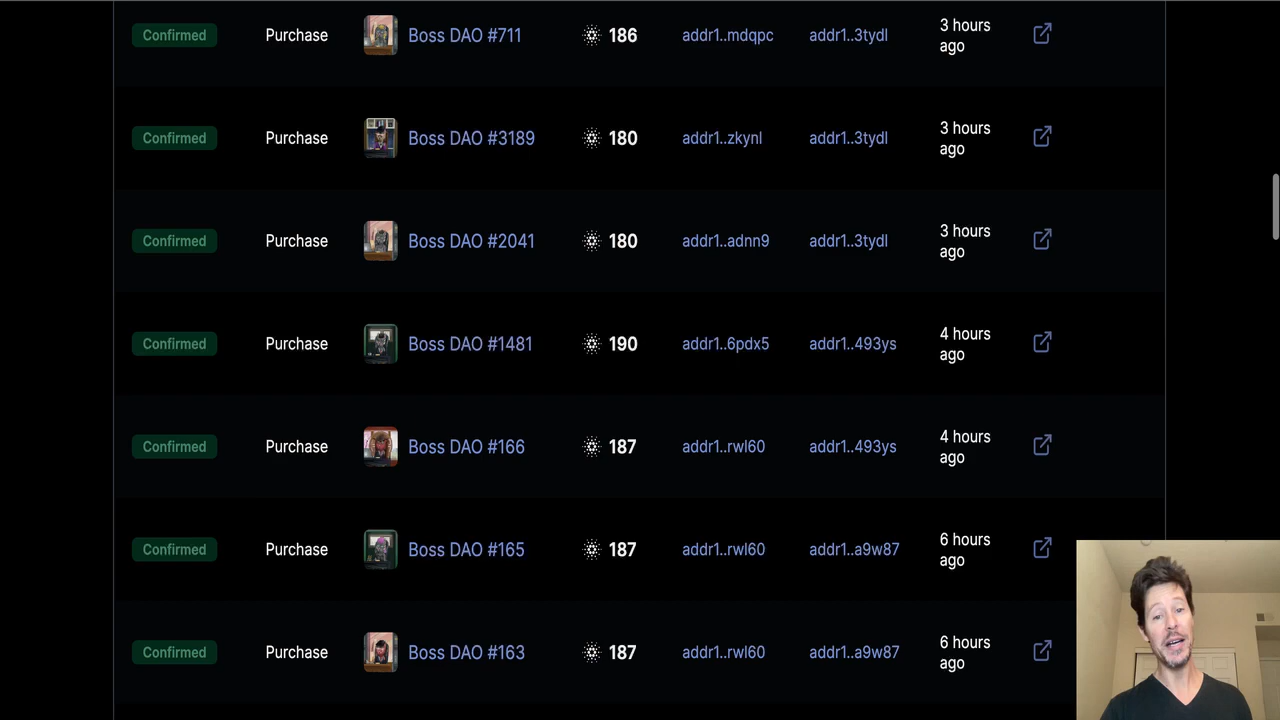 Confirmed Purchase Boss DAO #711 186 addr1..mdqpc addr1..3tydl 3 hours ago
Confirmed Purchase Boss DAO #3189 180 addr1..zkynl addr1..3tydl 3 hours ago
Confirmed Purchase Boss DAO #2041 180 addr1..adnn9 addr1..3tydl 3 hours ago
Confirmed Purchase Boss DAO #1481 190 addr1..6pdx5 addr1..493ys 4 hours ago
Confirmed Purchase Boss DAO #166 187 addr1..rwl60 addr1..493ys 4 hours ago
Confirmed Purchase Boss DAO #165 187 addr1..rwl60 addr1..a9w87 6 hours ago
Confirmed Purchase Boss DAO #163 187 addr1..rwl60 addr1..a9w87 6 hours ago